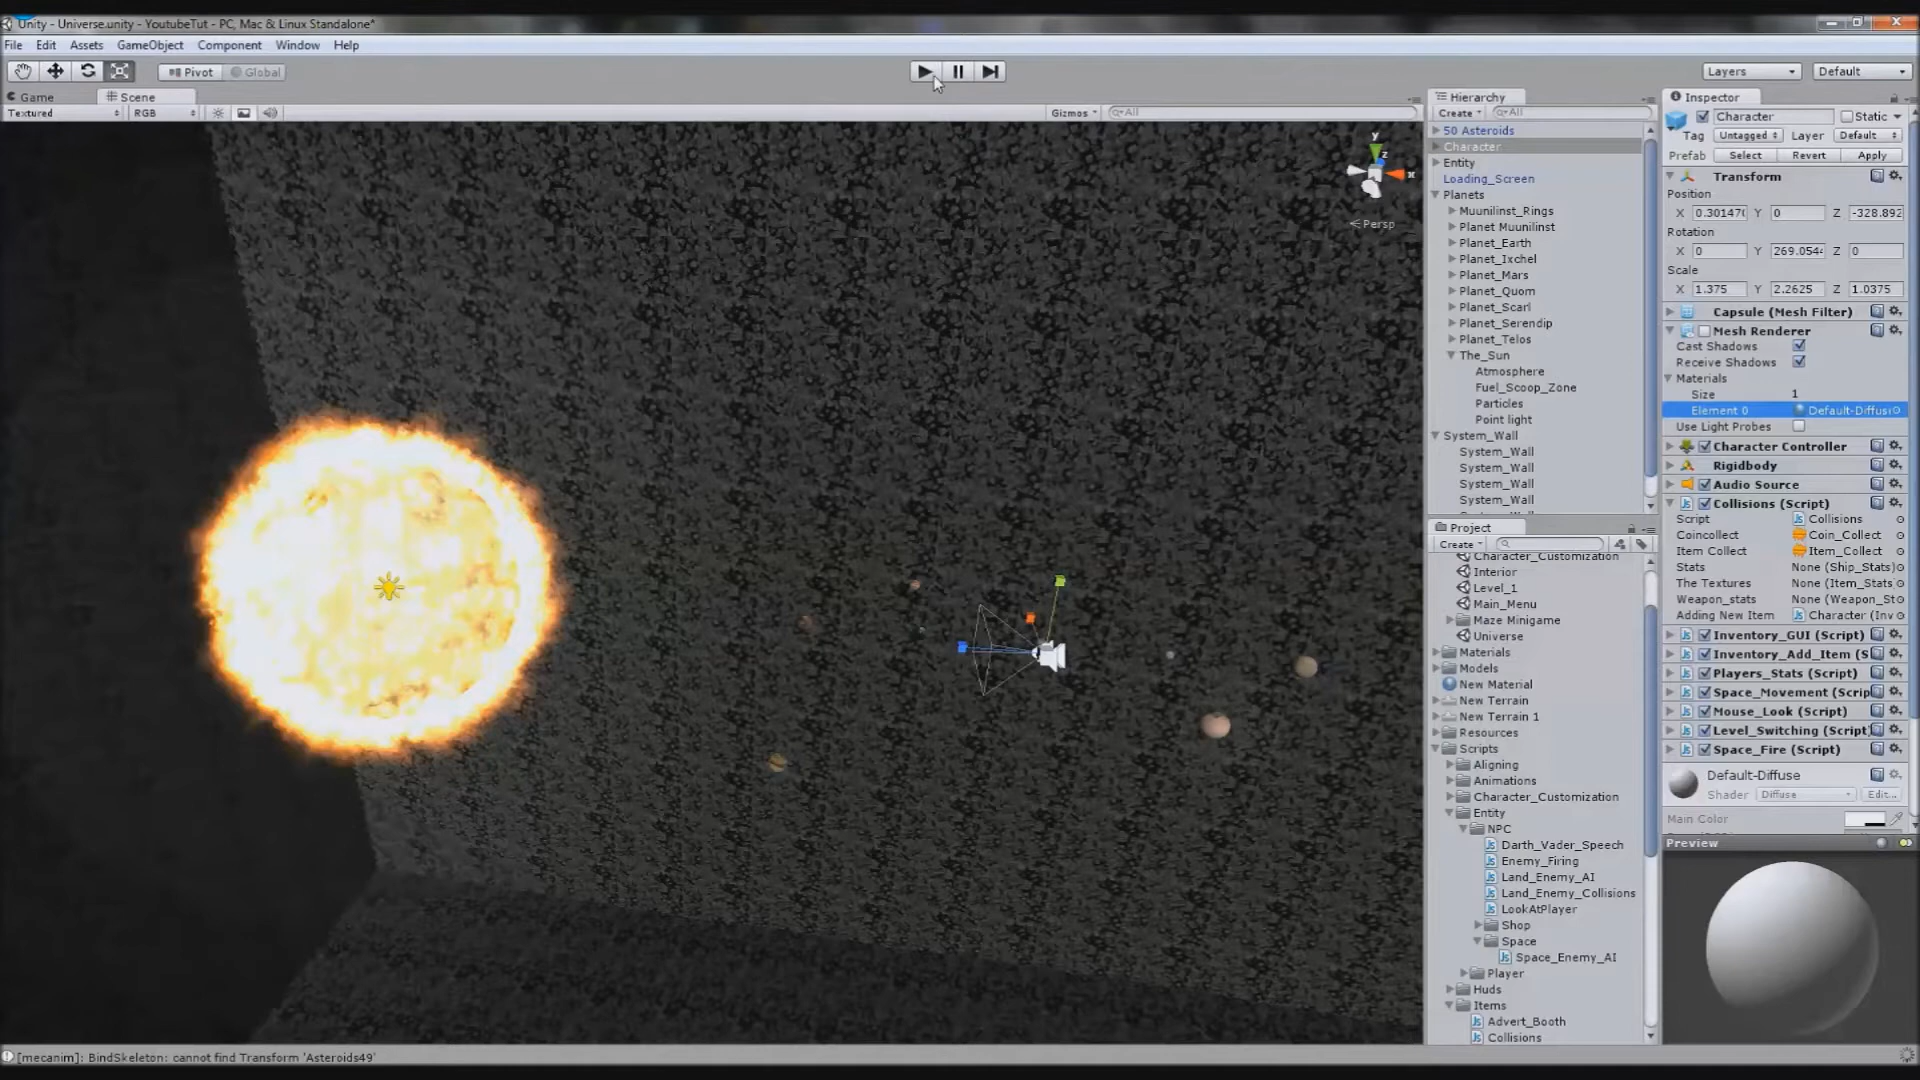 Unity - Universe.unity - YoutubeTut - PC, Mac & Linux Standalone*
File Edit Assets GameObject Component Window Help
Pivot Global
Layers Default
Game Scene
Textured RGB Gizmos All
y
z
x
Persp
Hierarchy
Create All
50 Asteroids
Character
Entity
Loading_Screen
Planets
Muunilinst_Rings
Planet Muunilinst
Planet_Earth
Planet_Ixchel
Planet_Mars
Planet_Quom
Planet_Scarl
Planet_Serendip
Planet_Telos
The_Sun
Atmosphere
Fuel_Scoop_Zone
Particles
Point light
System_Wall
System_Wall
System_Wall
System_Wall
System_Wall
Project
Create
Character_Customization
Interior
Level_1
Main_Menu
Maze Minigame
Universe
Materials
Models
New Material
New Terrain
New Terrain 1
Resources
Scripts
Aligning
Animations
Character_Customization
Entity
NPC
Darth_Vader_Speech
Enemy_Firing
Land_Enemy_AI
Land_Enemy_Collisions
LookAtPlayer
Shop
Space
Space_Enemy_AI
Player
Huds
Items
Advert_Booth
Collisions
Inspector
Character Static
Tag Untagged Layer Default
Prefab Select Revert Apply
Transform
Position
X 0.30147( Y 0 Z -328.892
Rotation
X 0 Y 269.054 Z 0
Scale
X 1.375 Y 2.2625 Z 1.0375
Capsule (Mesh Filter)
Mesh Renderer
Cast Shadows
Receive Shadows
Materials
Size 1
Element 0 Default-Diffus
Use Light Probes
Character Controller
Rigidbody
Audio Source
Collisions (Script)
Script Collisions
Coincollect Coin_Collect
Item Collect Item_Collect
Stats None (Ship_Stats)
The Textures None (Item_Stats
Weapon_stats None (Weapon_St
Adding New Item Character (Inv
Inventory_GUI (Script)
Inventory_Add_Item (S
Players_Stats (Script)
Space_Movement (Scrip
Mouse_Look (Script)
Level_Switching (Script)
Space_Fire (Script)
Default-Diffuse
Shader Diffuse Edit...
Main Color
Preview
[mecanim]: BindSkeleton: cannot find Transform 'Asteroids49'